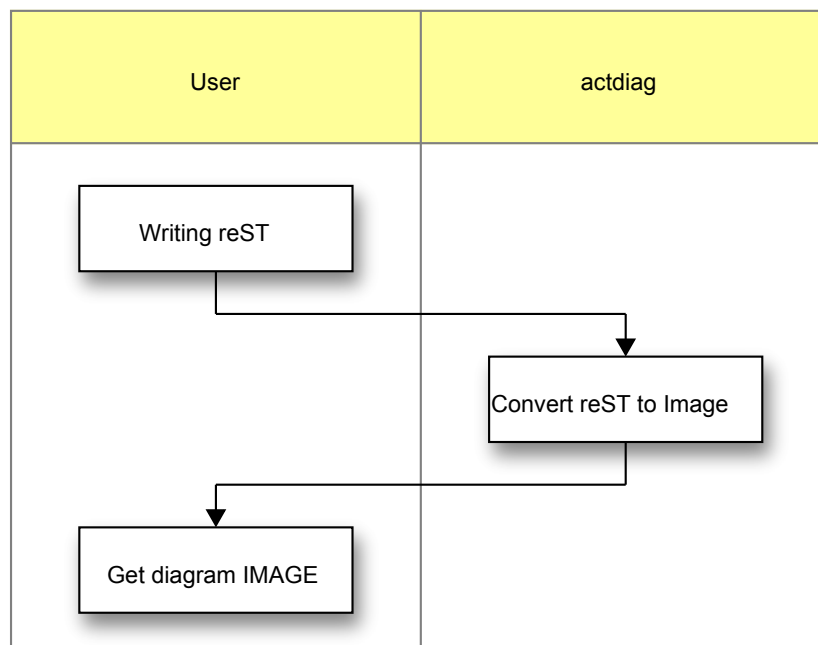 User
actdiag
Writing reST
Convert reST to Image
Get diagram IMAGE